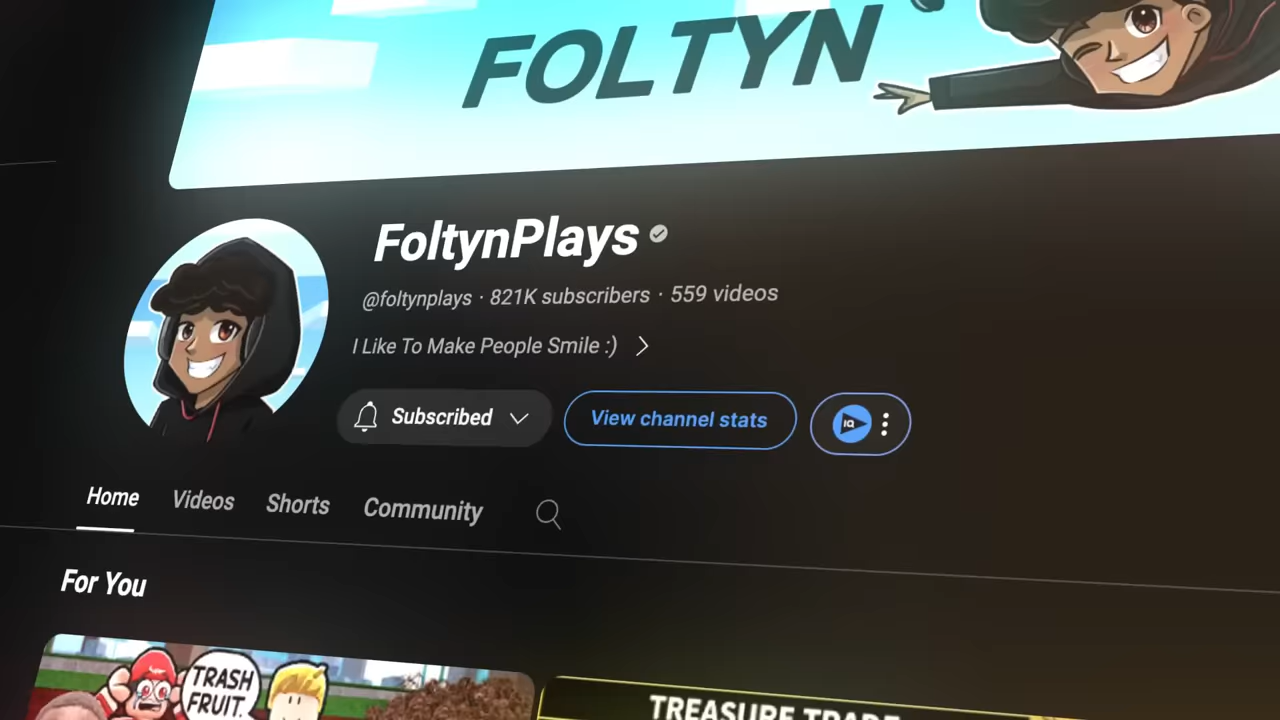 FOLTYN
FoltynPlays
@foltynplays · 821K subscribers · 559 videos
I Like To Make People Smile :)
Subscribed
View channel stats
IQ
Home Videos Shorts Community
For You
TRASH
FRUIT.
TREASURE TRADE